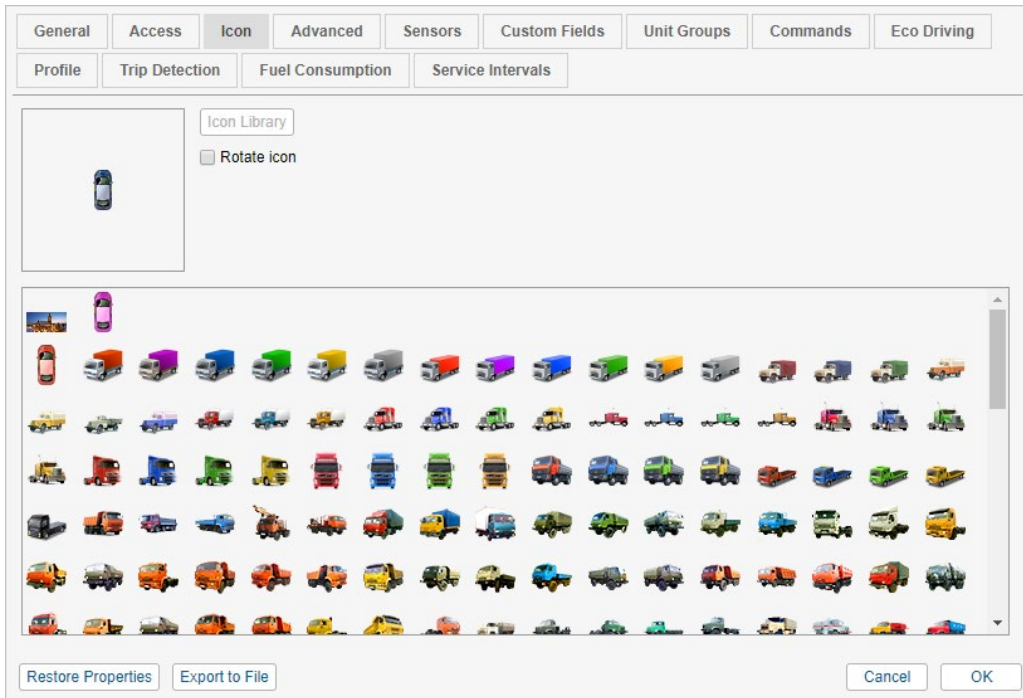 General Access Icon Advanced Sensors Custom Fields Unit Groups Commands Eco Driving
Profile Trip Detection Fuel Consumption Service Intervals
Icon Library
Rotate icon
Restore Properties Export to File Cancel OK